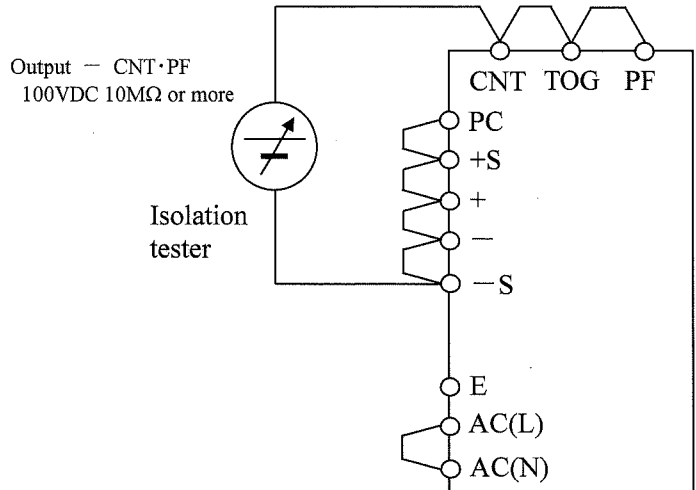 Output － CNT･PF
100VDC 10MΩ or more
Isolation
tester
CNT TOG PF
PC
+S
+
－
－S
E
AC(L)
AC(N)